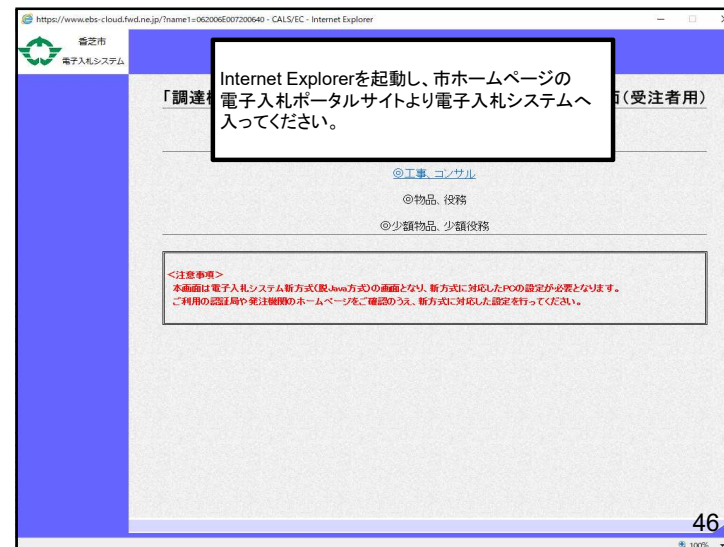 https://www.ebs-cloud.fwd.ne.jp/?name1=062006E007200640 - CALS/EC - Internet Explorer
香芝市
電子入札システム
Internet Explorerを起動し、市ホームページの
電子入札ポータルサイトより電子入札システムへ
入ってください。
「調達
(受注者用)
◎工事、コンサル
◎物品、役務
◎少額物品、少額役務
<注意事項>
本画面は電子入札システム新方式(脱Java方式)の画面となり、新方式に対応したPCの設定が必要となります。
ご利用の認証局や発注機関のホームページをご確認のうえ、新方式に対応した設定を行ってください。
46
100%